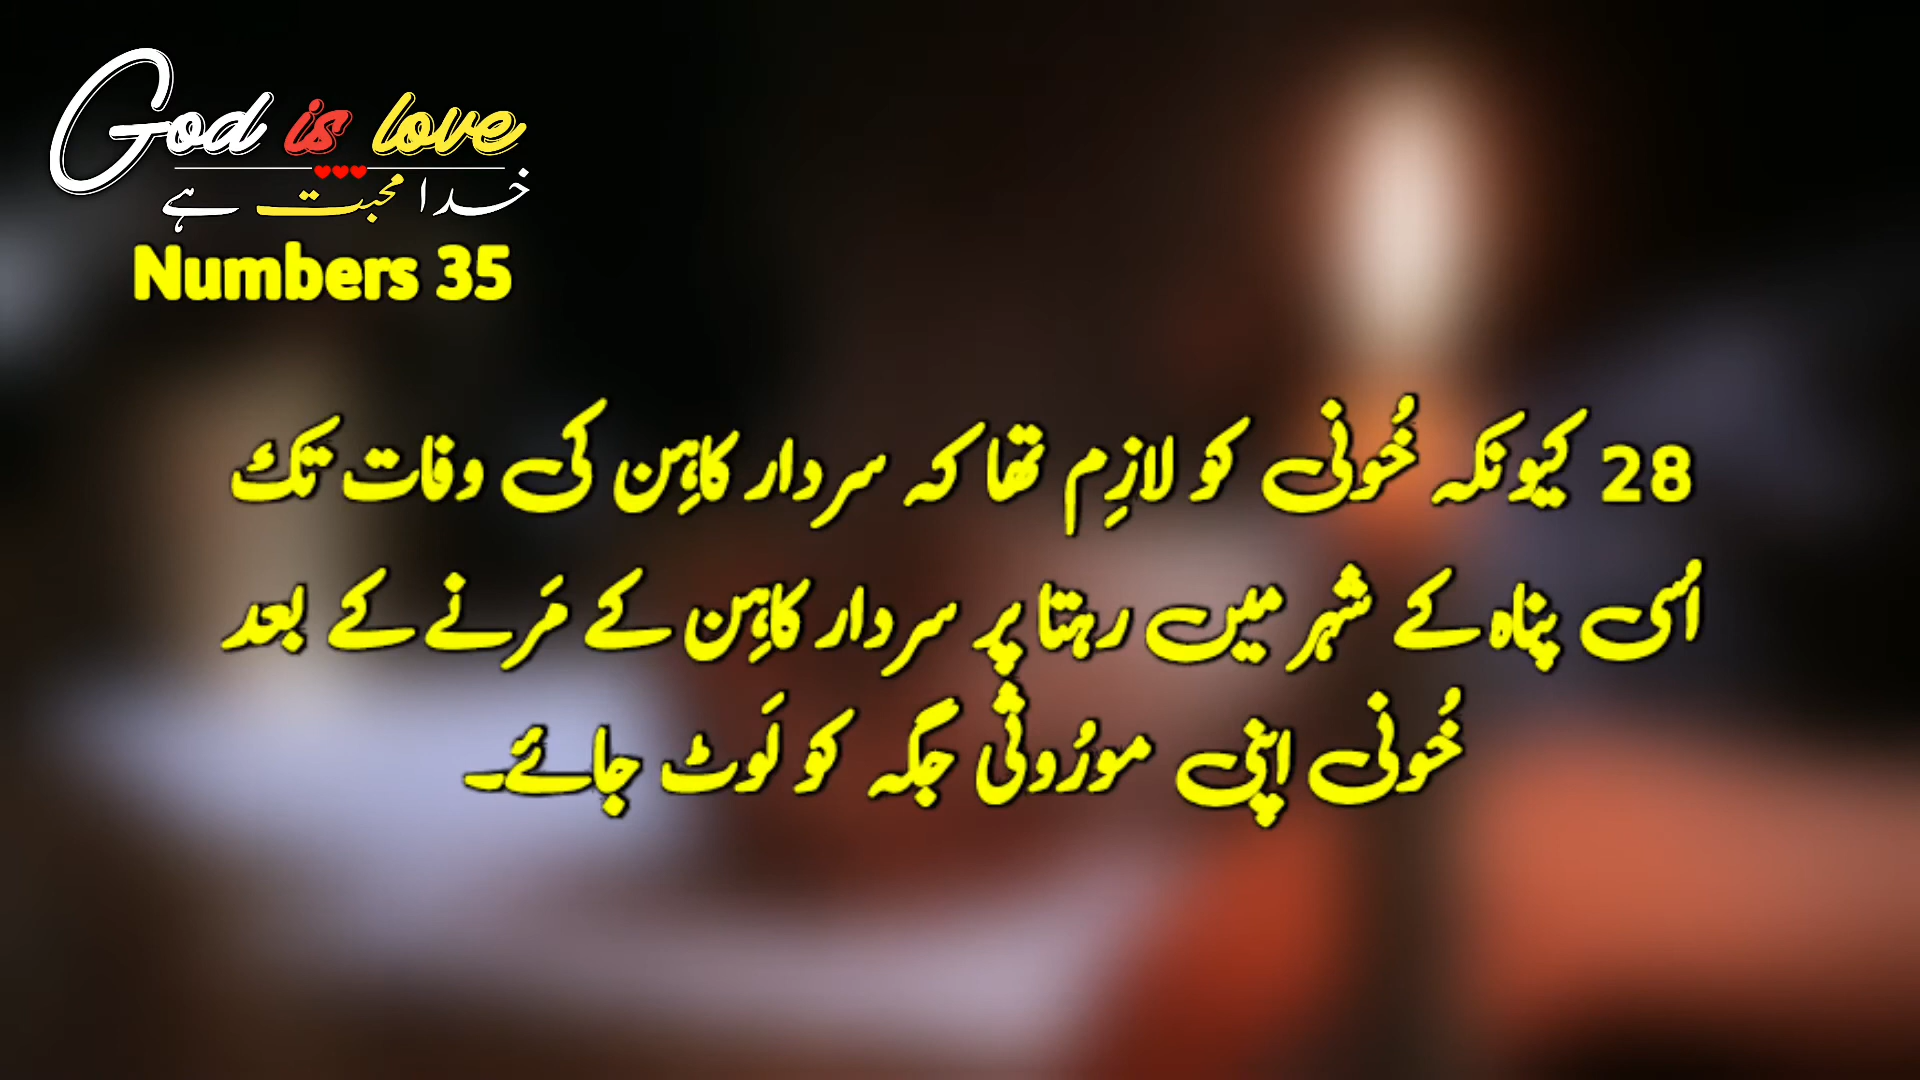 God is love
خدا محبت ہے
Numbers 35
28 کیونکہ خُونی کو لازِم تھا کہ سردار کاہِن کی وفات تک
اُسی پناہ کے شہر میں رہتا پر سردار کاہِن کے مَرنے کے بعد
خُونی اپنی مورُوثی جگہ کو لَوٹ جائے۔